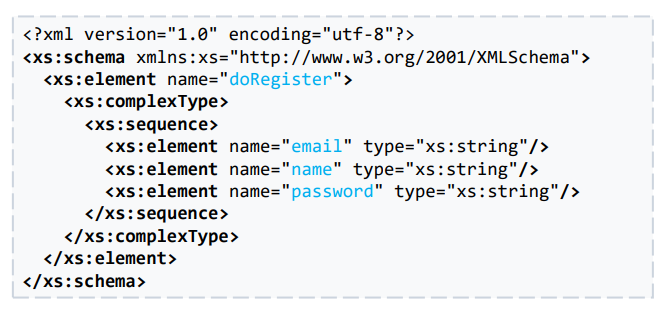 <?xml version="1.0" encoding="utf-8"?>
<xs:schema xmlns:xs="http://www.w3.org/2001/XMLSchema">
  <xs:element name="doRegister">
    <xs:complexType>
      <xs:sequence>
        <xs:element name="email" type="xs:string"/>
        <xs:element name="name" type="xs:string"/>
        <xs:element name="password" type="xs:string"/>
      </xs:sequence>
    </xs:complexType>
  </xs:element>
</xs:schema>